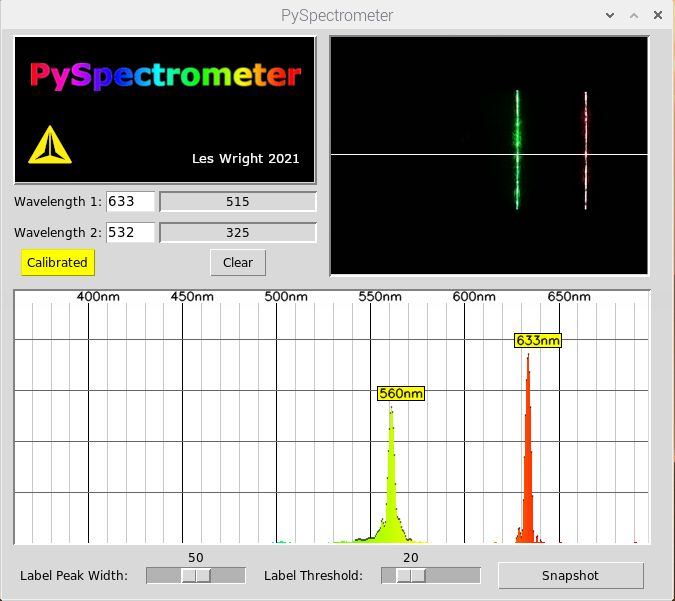 PySpectrometer
PySpectrometer
Les Wright 2021
Wavelength 1: 633 515
Wavelength 2: 532 325
Calibrated Clear
400nm 450nm 500nm 550nm 600nm 650nm
633nm
560nm
50 20
Label Peak Width: Label Threshold: Snapshot